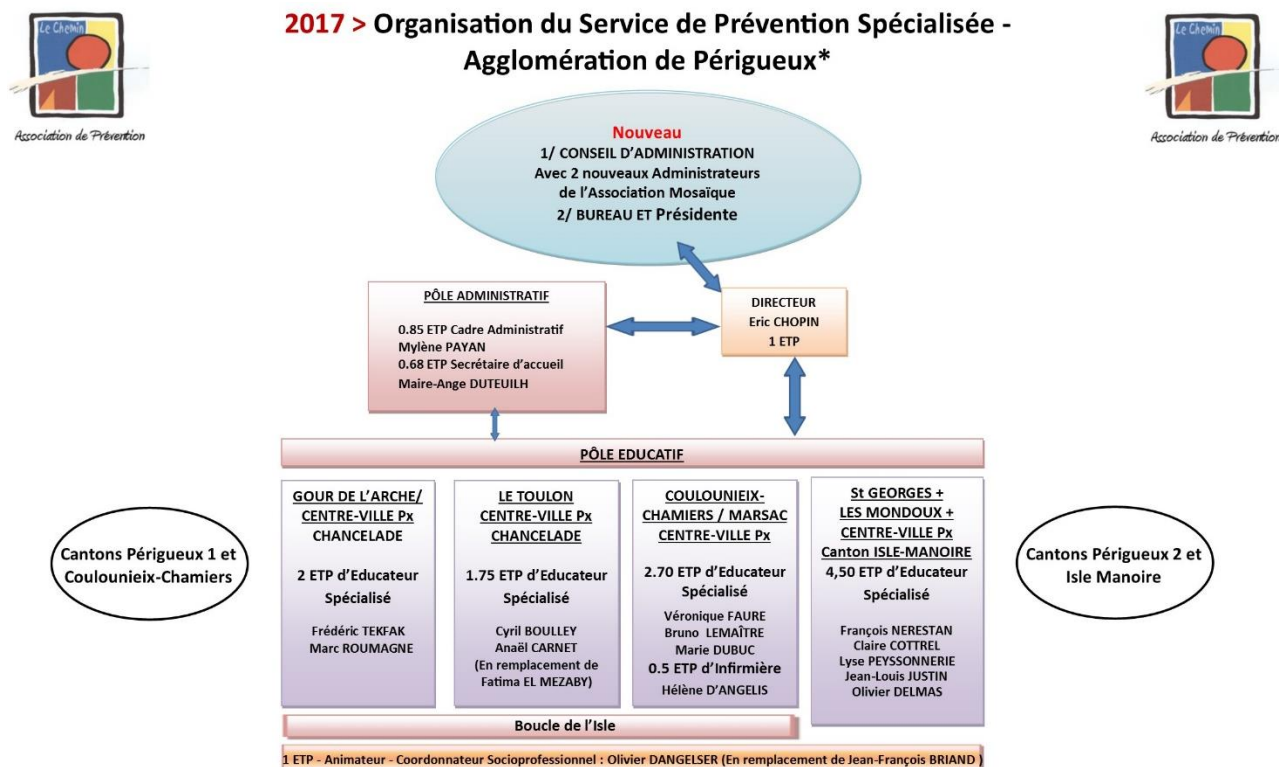 Le Chemin
Association de Prévention
2017 > Organisation du Service de Prévention Spécialisée -
Agglomération de Périgueux*
Le Chemin
Association de Prévention
Nouveau
1/ CONSEIL D'ADMINISTRATION
Avec 2 nouveaux Administrateurs
de l'Association Mosaïque
2/ BUREAU ET Présidente
PÔLE ADMINISTRATIF
0.85 ETP Cadre Administratif
Mylène PAYAN
0.68 ETP Secrétaire d'accueil
Maire-Ange DUTEUILH
DIRECTEUR
Eric CHOPIN
1 ETP
PÔLE EDUCATIF
Cantons Périgueux 1 et
Coulounieix-Chamiers
GOUR DE L'ARCHE/
CENTRE-VILLE Px
CHANCELADE
2 ETP d'Educateur
Spécialisé
Frédéric TEKFAK
Marc ROUMAGNE
LE TOULON
CENTRE-VILLE Px
CHANCELADE
1.75 ETP d'Educateur
Spécialisé
Cyril BOULLEY
Anaël CARNET
(En remplacement de
Fatima EL MEZABY)
COULOUNIEIX-
CHAMIERS / MARSAC
CENTRE-VILLE Px
2.70 ETP d'Educateur
Spécialisé
Véronique FAURE
Bruno LEMAÎTRE
Marie DUBUC
0.5 ETP d'Infirmière
Hélène D'ANGELIS
St GEORGES +
LES MONDOUX +
CENTRE-VILLE Px
Canton ISLE-MANOIRE
4,50 ETP d'Educateur
Spécialisé
François NERESTAN
Claire COTTREL
Lyse PEYSSONNERIE
Jean-Louis JUSTIN
Olivier DELMAS
Cantons Périgueux 2 et
Isle Manoire
Boucle de l'Isle
1 ETP - Animateur - Coordonnateur Socioprofessionnel : Olivier DANGELSER (En remplacement de Jean-François BRIAND )